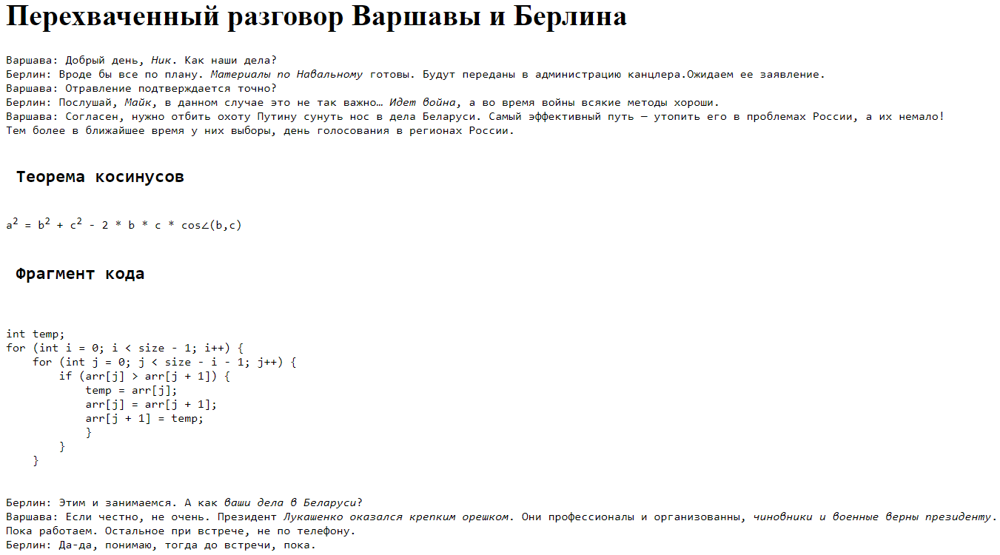 Перехваченный разговор Варшавы и Берлина
Варшава: Добрый день, Ник. Как наши дела?
Берлин: Вроде бы все по плану. Материалы по Навальному готовы. Будут переданы в администрацию канцлера.Ожидаем ее заявление.
Варшава: Отравление подтверждается точно?
Берлин: Послушай, Майк, в данном случае это не так важно… Идет война, а во время войны всякие методы хороши.
Варшава: Согласен, нужно отбить охоту Путину сунуть нос в дела Беларуси. Самый эффективный путь — утопить его в проблемах России, а их немало!
Тем более в ближайшее время у них выборы, день голосования в регионах России.
Теорема косинусов
a² = b² + c² - 2 * b * c * cos∠(b,c)
Фрагмент кода
int temp;
for (int i = 0; i < size - 1; i++) {
    for (int j = 0; j < size - i - 1; j++) {
        if (arr[j] > arr[j + 1]) {
            temp = arr[j];
            arr[j] = arr[j + 1];
            arr[j + 1] = temp;
            }
        }
    }
Берлин: Этим и занимаемся. А как ваши дела в Беларуси?
Варшава: Если честно, не очень. Президент Лукашенко оказался крепким орешком. Они профессионалы и организованны, чиновники и военные верны президенту.
Пока работаем. Остальное при встрече, не по телефону.
Берлин: Да-да, понимаю, тогда до встречи, пока.